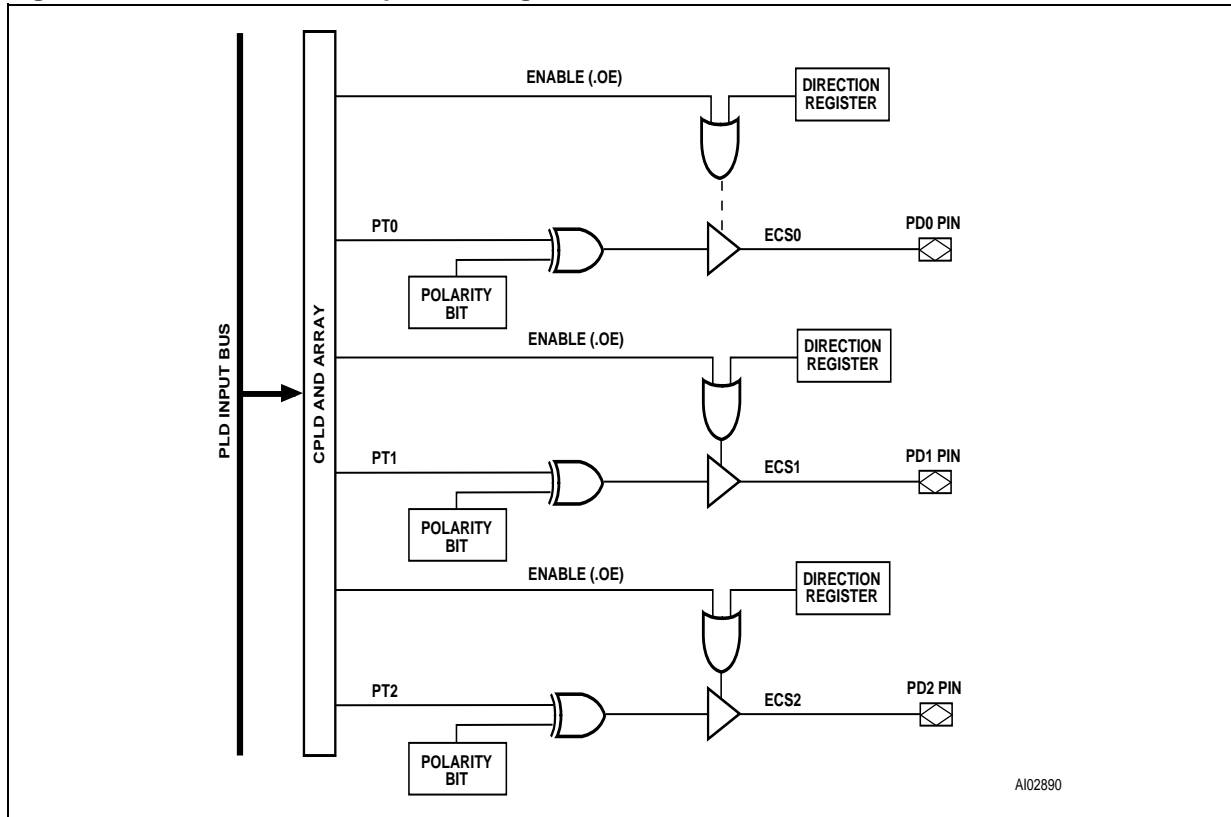 ENABLE (.OE)
DIRECTION
REGISTER
PT0
ECS0
PD0 PIN
POLARITY
BIT
ENABLE (.OE)
DIRECTION
REGISTER
PLD INPUT BUS
CPLD AND ARRAY
PT1
ECS1
PD1 PIN
POLARITY
BIT
ENABLE (.OE)
DIRECTION
REGISTER
PT2
ECS2
PD2 PIN
POLARITY
BIT
AI02890